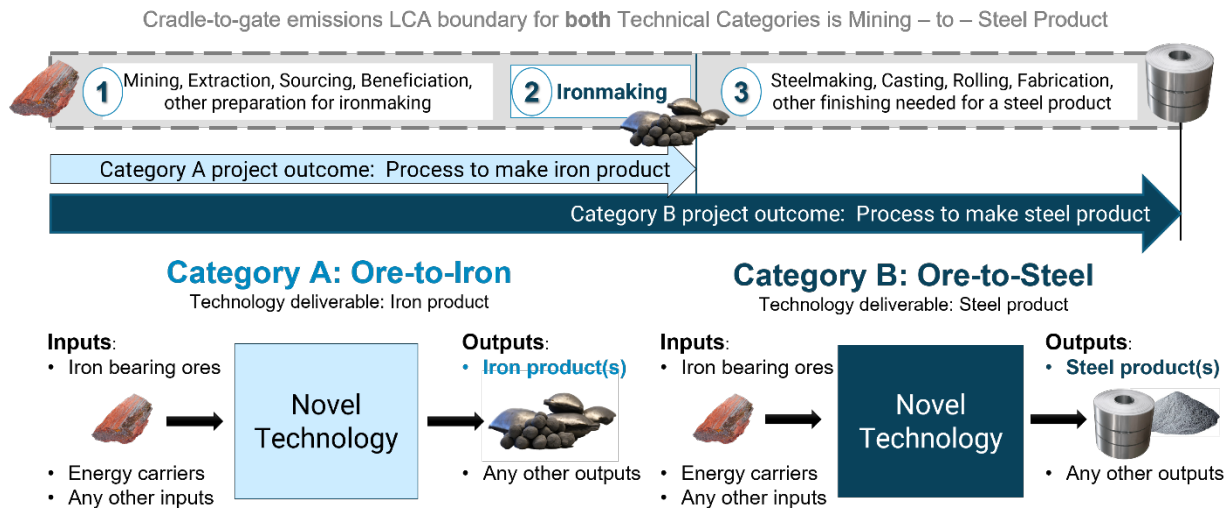 Cradle-to-gate emissions LCA boundary for both Technical Categories is Mining – to – Steel Product
1
Mining, Extraction, Sourcing, Beneficiation,
other preparation for ironmaking
2
Ironmaking
3
Steelmaking, Casting, Rolling, Fabrication,
other finishing needed for a steel product
Category A project outcome: Process to make iron product
Category B project outcome: Process to make steel product
Category A: Ore-to-Iron
Technology deliverable: Iron product
Inputs:
• Iron bearing ores
• Energy carriers
• Any other inputs
Novel
Technology
Outputs:
• Iron product(s)
• Any other outputs
Category B: Ore-to-Steel
Technology deliverable: Steel product
Inputs:
• Iron bearing ores
• Energy carriers
• Any other inputs
Novel
Technology
Outputs:
• Steel product(s)
• Any other outputs